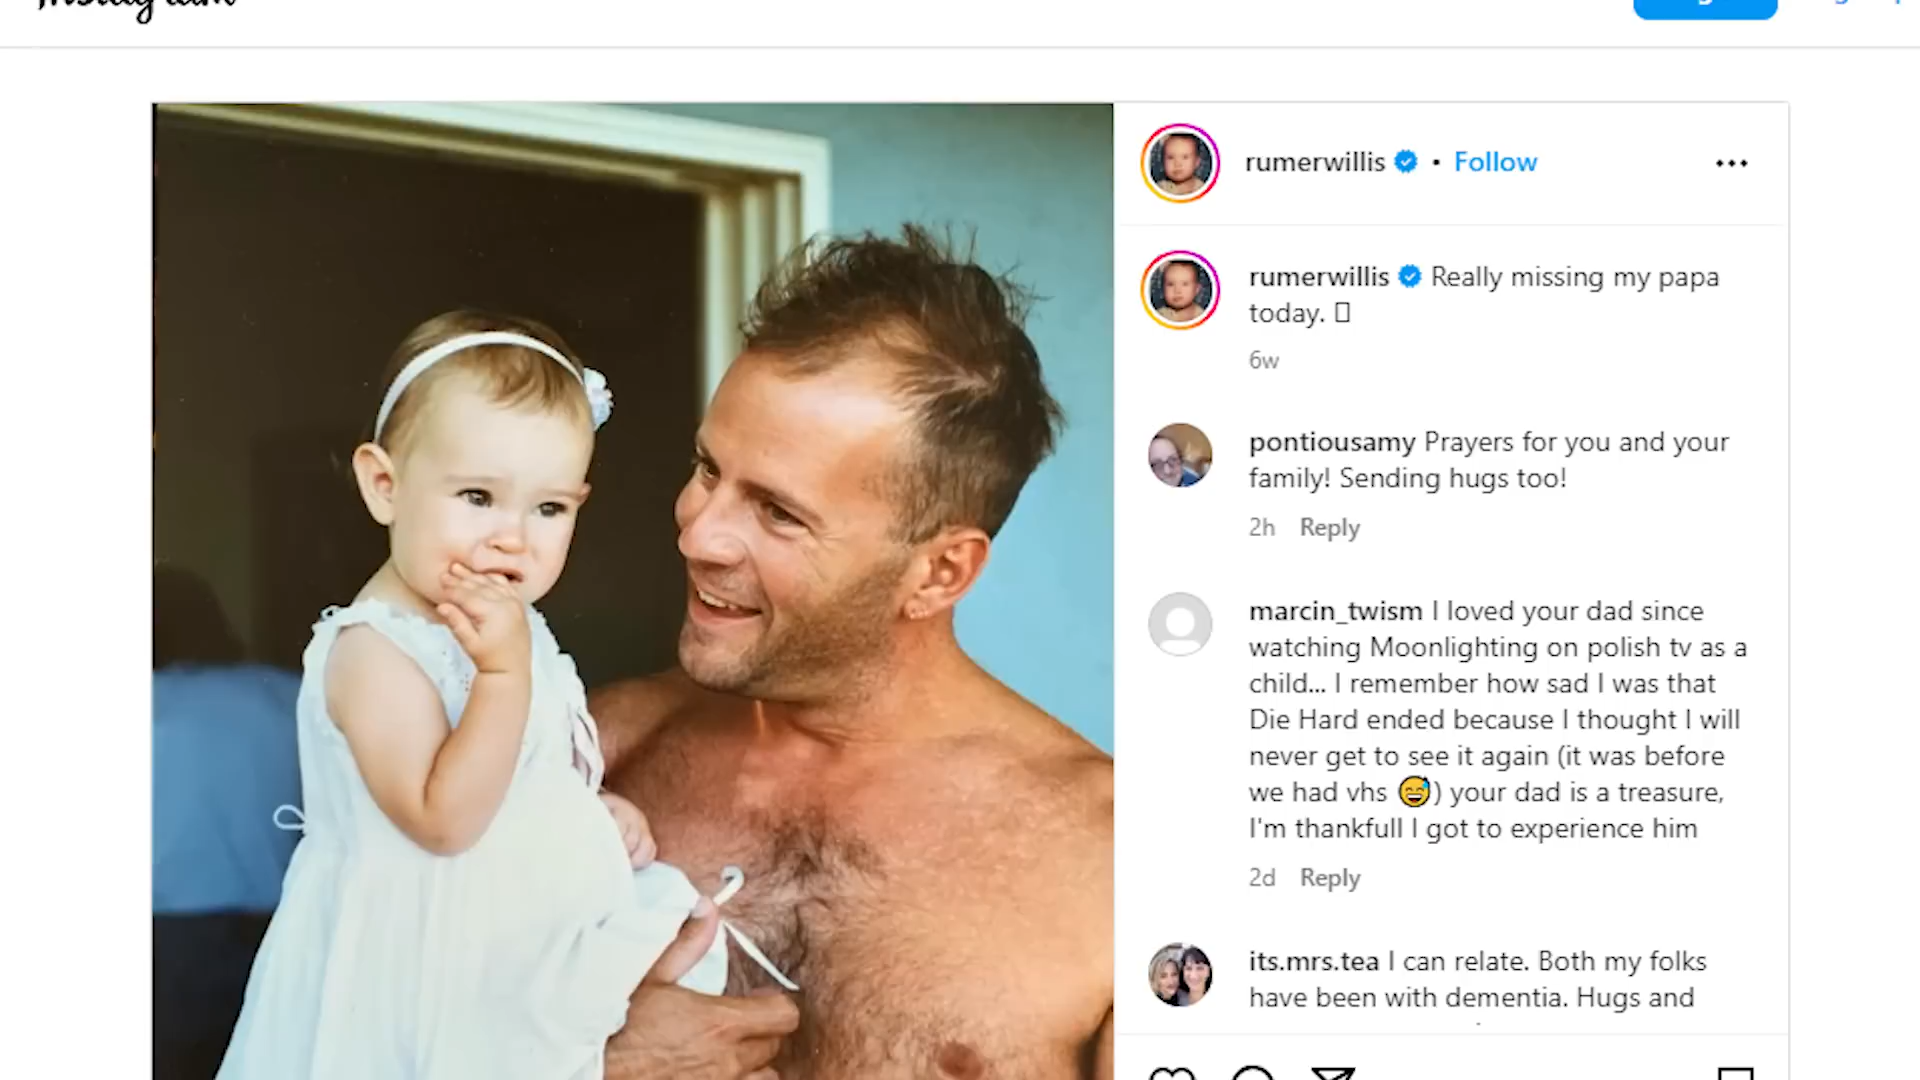 Instagram
rumerwillis • Follow
rumerwillis Really missing my papa
today.
6w
pontiousamy Prayers for you and your
family! Sending hugs too!
2h Reply
marcin_twism I loved your dad since
watching Moonlighting on polish tv as a
child... I remember how sad I was that
Die Hard ended because I thought I will
never get to see it again (it was before
we had vhs 😅) your dad is a treasure,
I'm thankfull I got to experience him
2d Reply
its.mrs.tea I can relate. Both my folks
have been with dementia. Hugs and